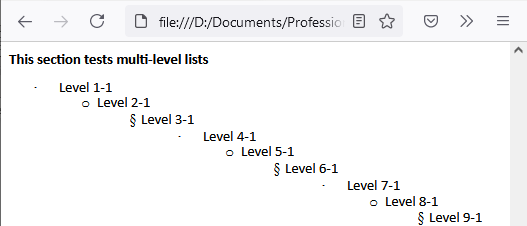 file:///D:/Documents/Professio
This section tests multi-level lists
· Level 1-1
o Level 2-1
§ Level 3-1
· Level 4-1
o Level 5-1
§ Level 6-1
· Level 7-1
o Level 8-1
§ Level 9-1